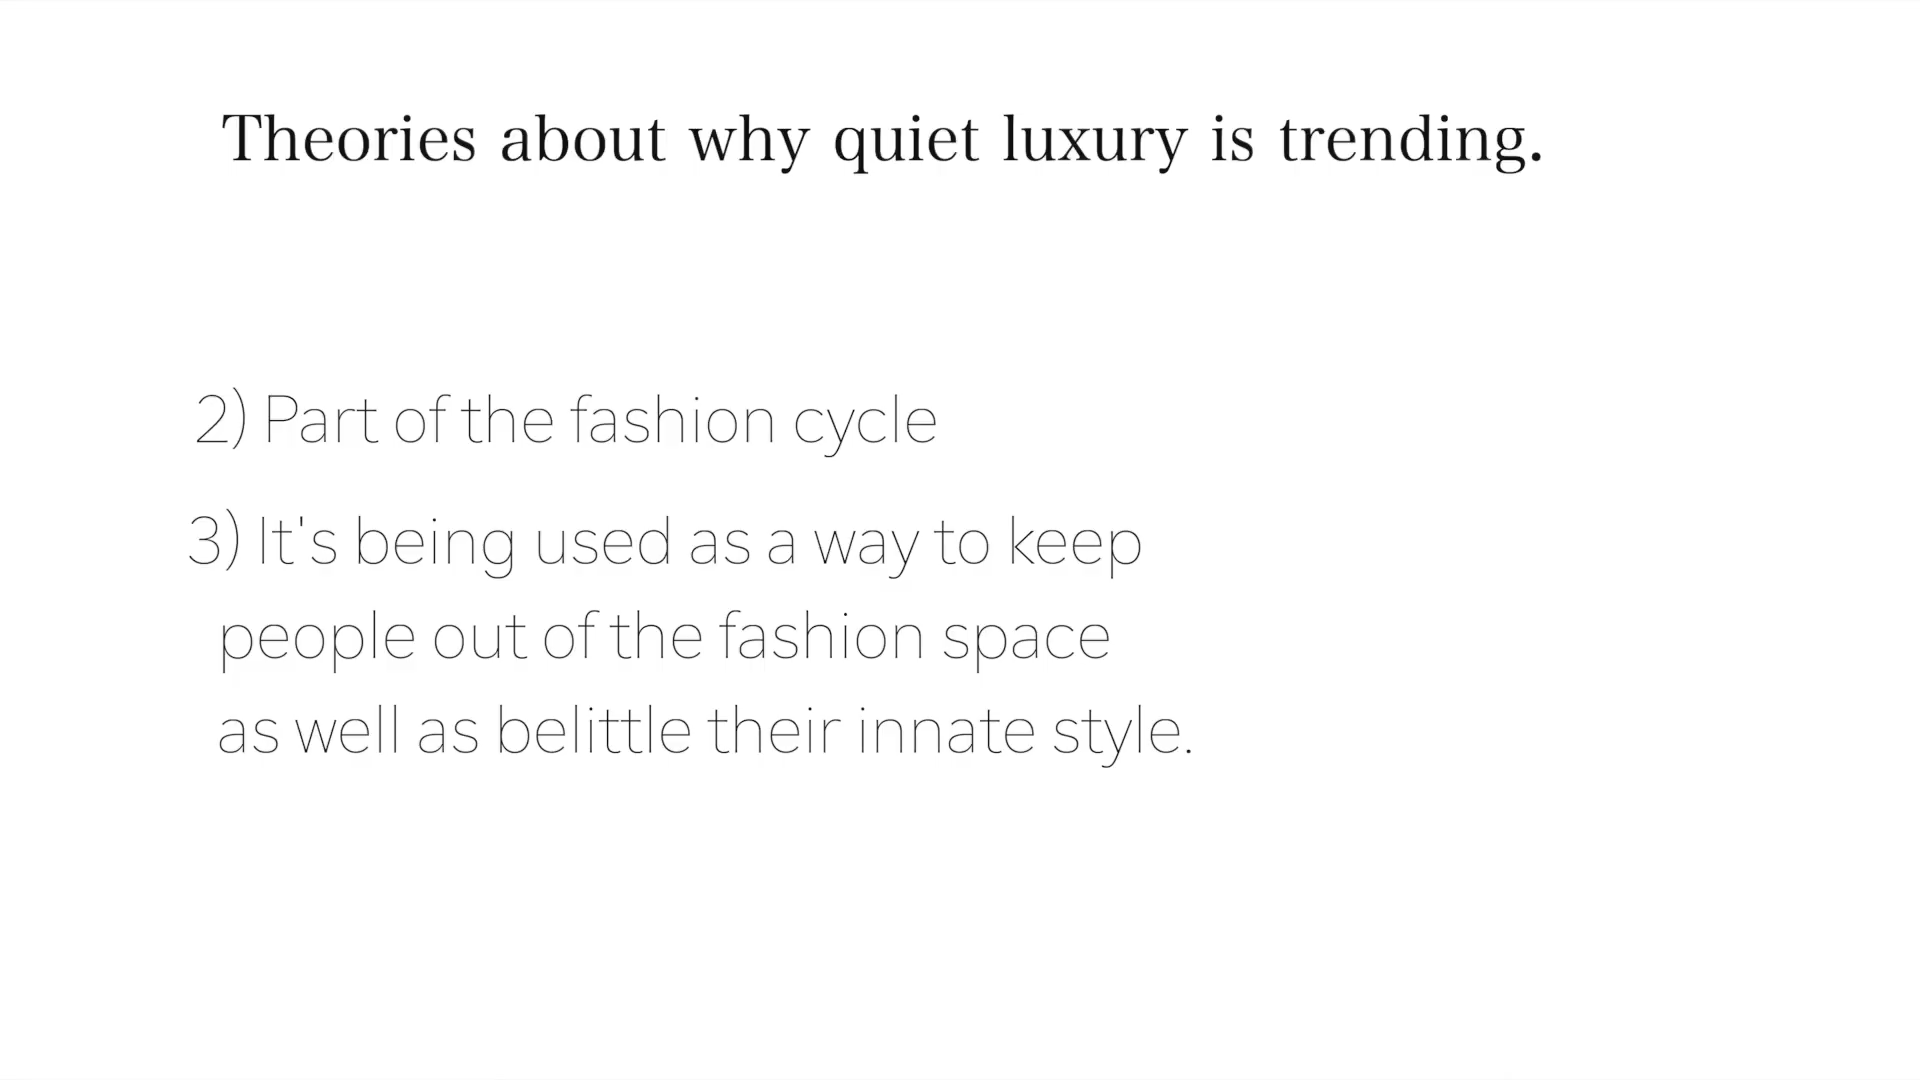 Theories about why quiet luxury is trending.
2) Part of the fashion cycle
3) It's being used as a way to keep
people out of the fashion space
as well as belittle their innate style.